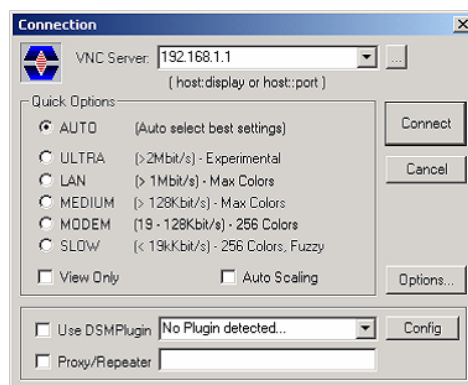 Connection
VNC Server: 192.168.1.1 ...
( host:display or host::port )
Quick Options
AUTO (Auto select best settings)
ULTRA (>2Mbit/s) - Experimental
LAN (> 1Mbit/s) - Max Colors
MEDIUM (> 128Kbit/s) - Max Colors
MODEM (19 - 128Kbit/s) - 256 Colors
SLOW (< 19kKbit/s) - 256 Colors, Fuzzy
View Only Auto Scaling
Connect
Cancel
Options...
Use DSMPlugin No Plugin detected... Config
Proxy/Repeater